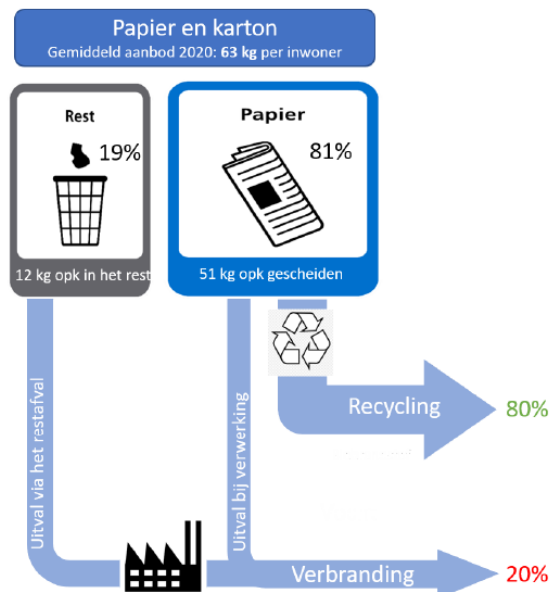 Papier en karton
Gemiddeld aanbod 2020: 63 kg per inwoner
Rest
19%
12 kg opk in het rest
Papier
81%
51 kg opk gescheiden
Uitval via het restafval
Uitval bij verwerking
Recycling
80%
Verbranding
20%